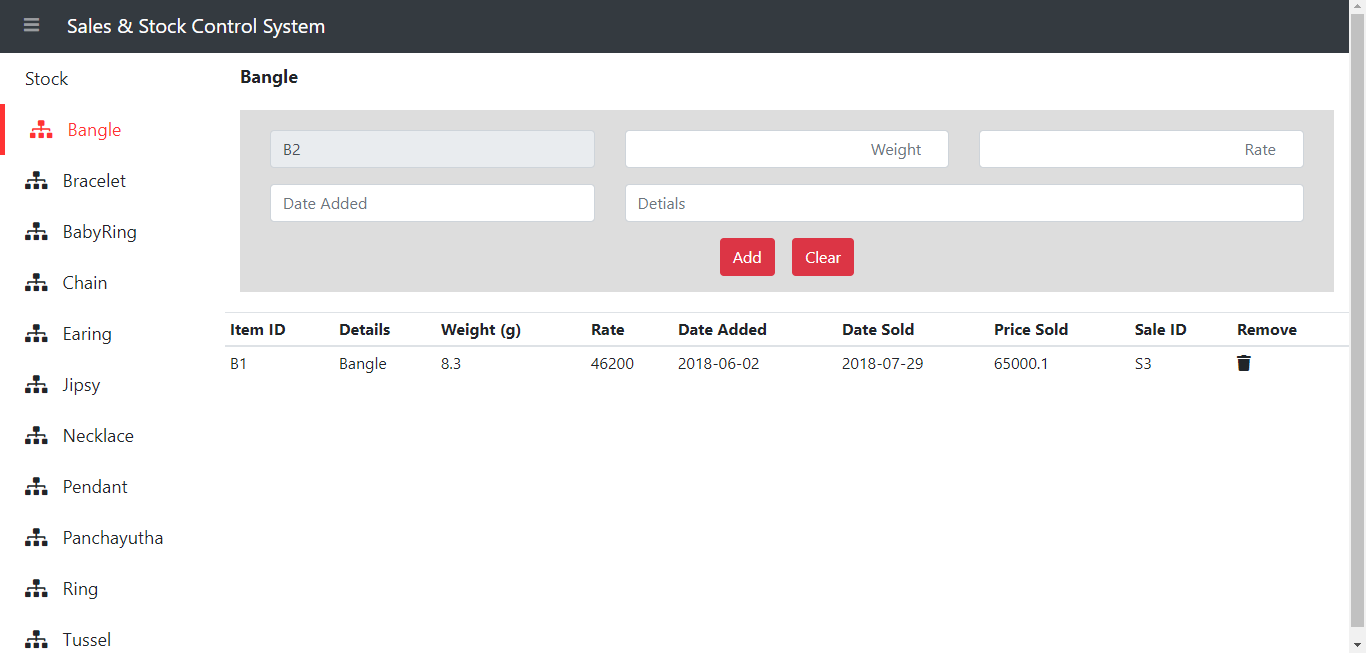 Sales & Stock Control System
Stock
Bangle
Bracelet
BabyRing
Chain
Earing
Jipsy
Necklace
Pendant
Panchayutha
Ring
Tussel
Bangle
B2 Weight Rate
Date Added Detials
Add Clear
Item ID Details Weight (g) Rate Date Added Date Sold Price Sold Sale ID Remove
B1 Bangle 8.3 46200 2018-06-02 2018-07-29 65000.1 S3